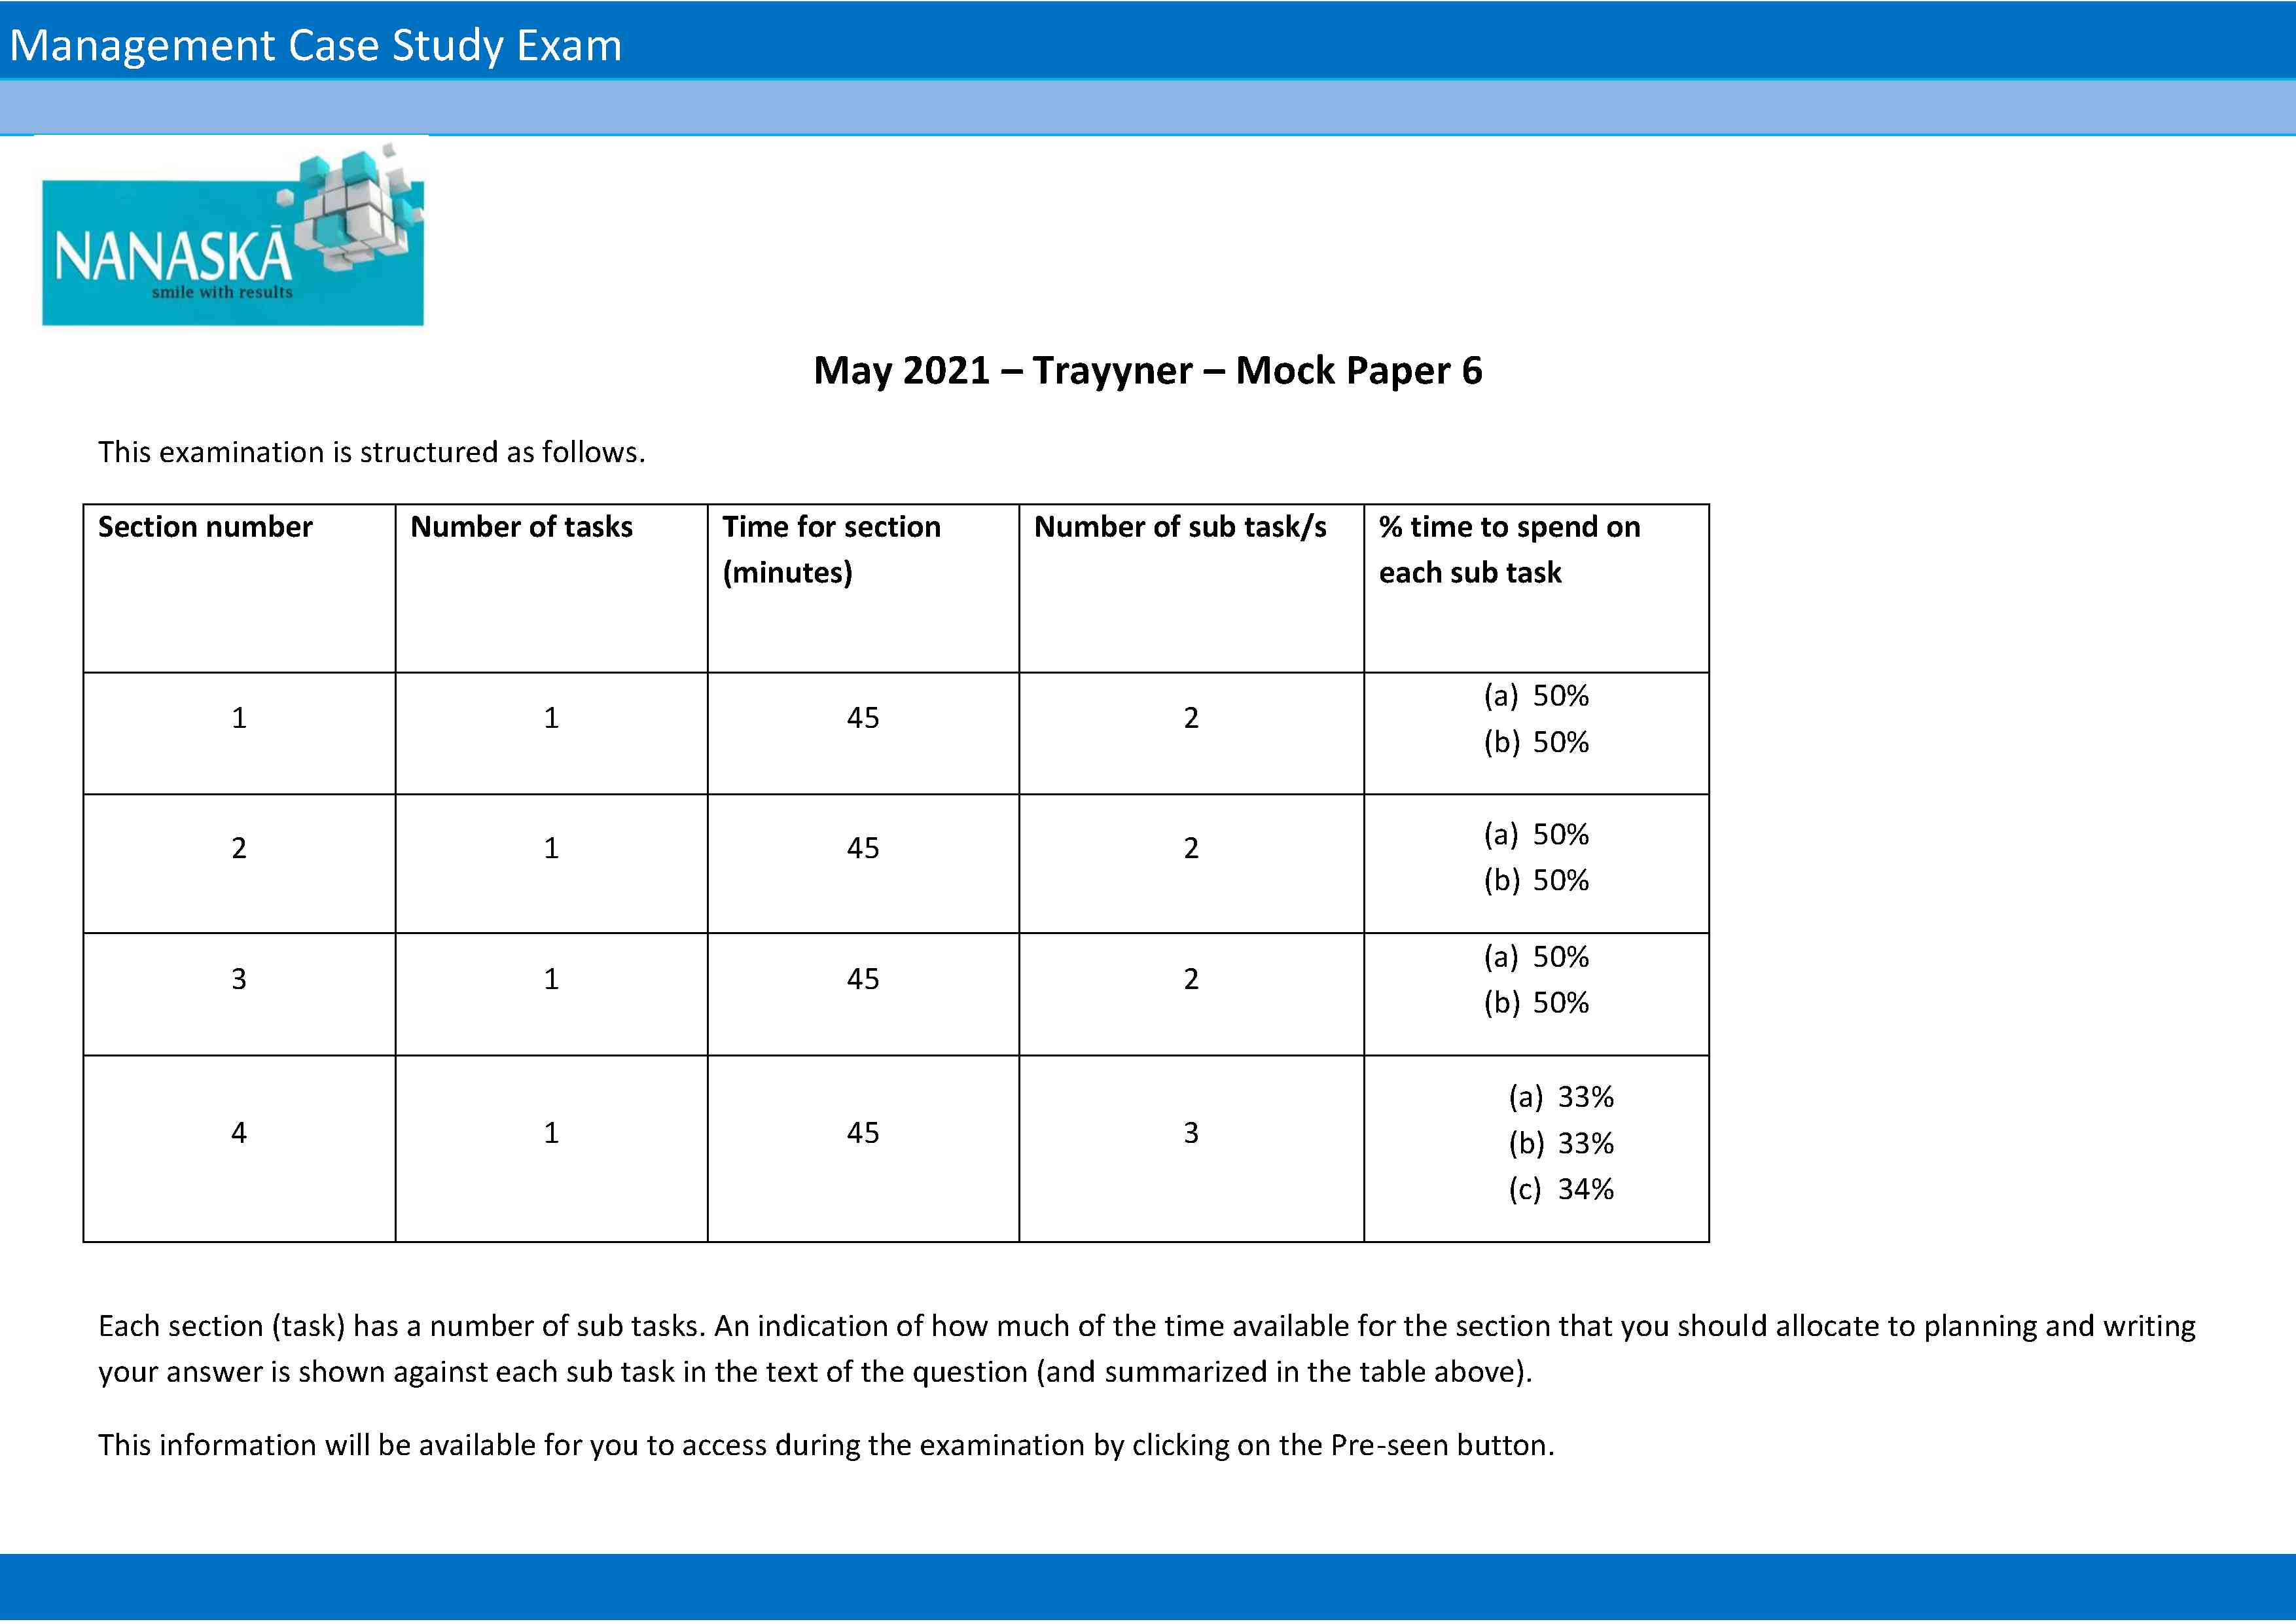 Management Case Study Exam
NANASKĀ
smile with results
May 2021 – Trayyner – Mock Paper 6
This examination is structured as follows.
Section number Number of tasks Time for section (minutes) Number of sub task/s % time to spend on each sub task
1 1 45 2 (a) 50%
(b) 50%
2 1 45 2 (a) 50%
(b) 50%
3 1 45 2 (a) 50%
(b) 50%
4 1 45 3 (a) 33%
(b) 33%
(c) 34%
Each section (task) has a number of sub tasks. An indication of how much of the time available for the section that you should allocate to planning and writing
your answer is shown against each sub task in the text of the question (and summarized in the table above).
This information will be available for you to access during the examination by clicking on the Pre-seen button.